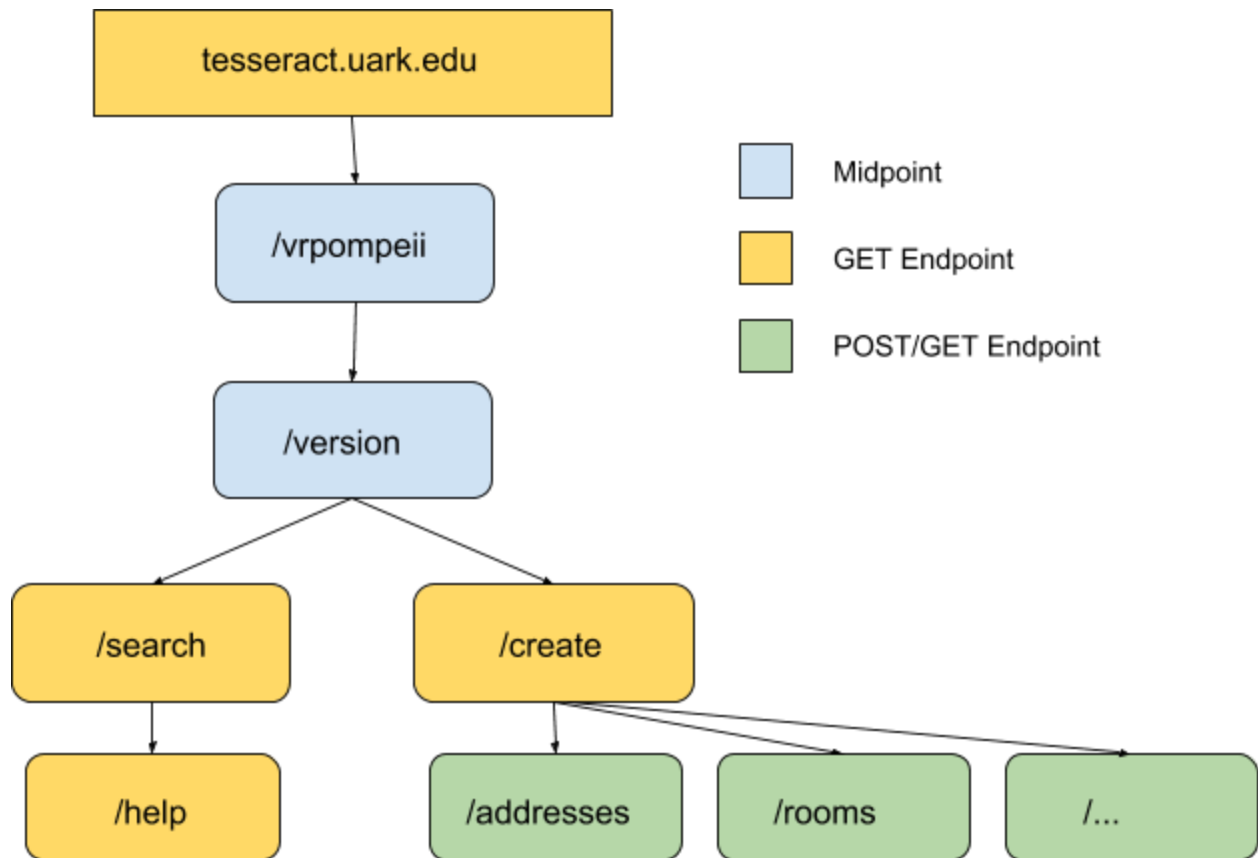 tesseract.uark.edu
/vrpompeii
Midpoint
GET Endpoint
POST/GET Endpoint
/version
/search
/create
/help
/addresses
/rooms
/...